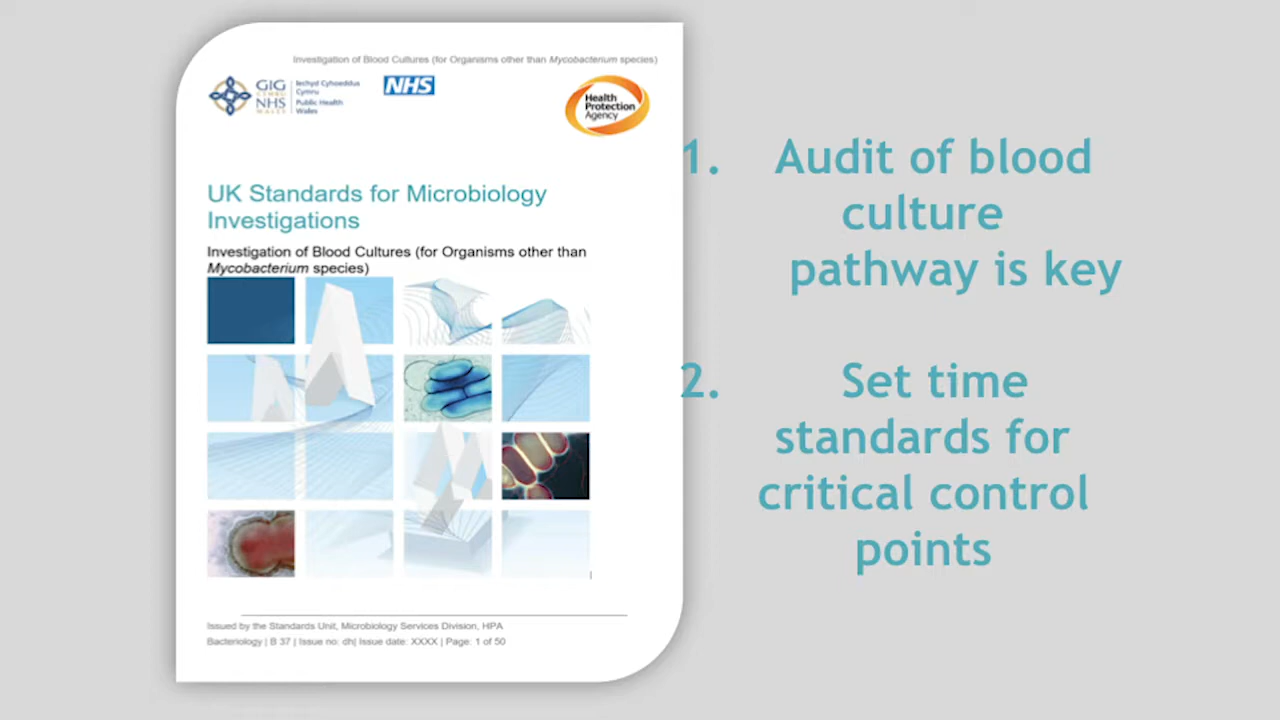 Investigation of Blood Cultures (for Organisms other than Mycobacterium species)
GIG
CYMRU
NHS
WALES
Iechyd Cyhoeddus
Cymru
Public Health
Wales
NHS
Health
Protection
Agency
UK Standards for Microbiology
Investigations
Investigation of Blood Cultures (for Organisms other than
Mycobacterium species)
Issued by the Standards Unit, Microbiology Services Division, HPA
Bacteriology | B 37 | Issue no: dh| Issue date: XXXX | Page: 1 of 50
1. Audit of blood
culture
pathway is key
2. Set time
standards for
critical control
points